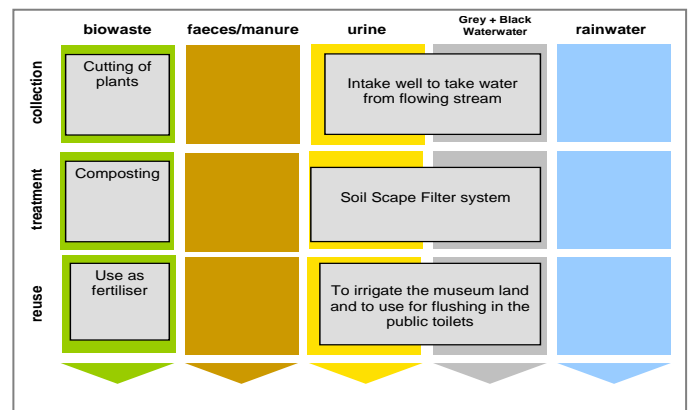 biowaste
faeces/manure
urine
Grey + Black
Waterwater
rainwater
collection
Cutting of
plants
Intake well to take water
from flowing stream
treatment
Composting
Soil Scape Filter system
reuse
Use as
fertiliser
To irrigate the museum land
and to use for flushing in the
public toilets